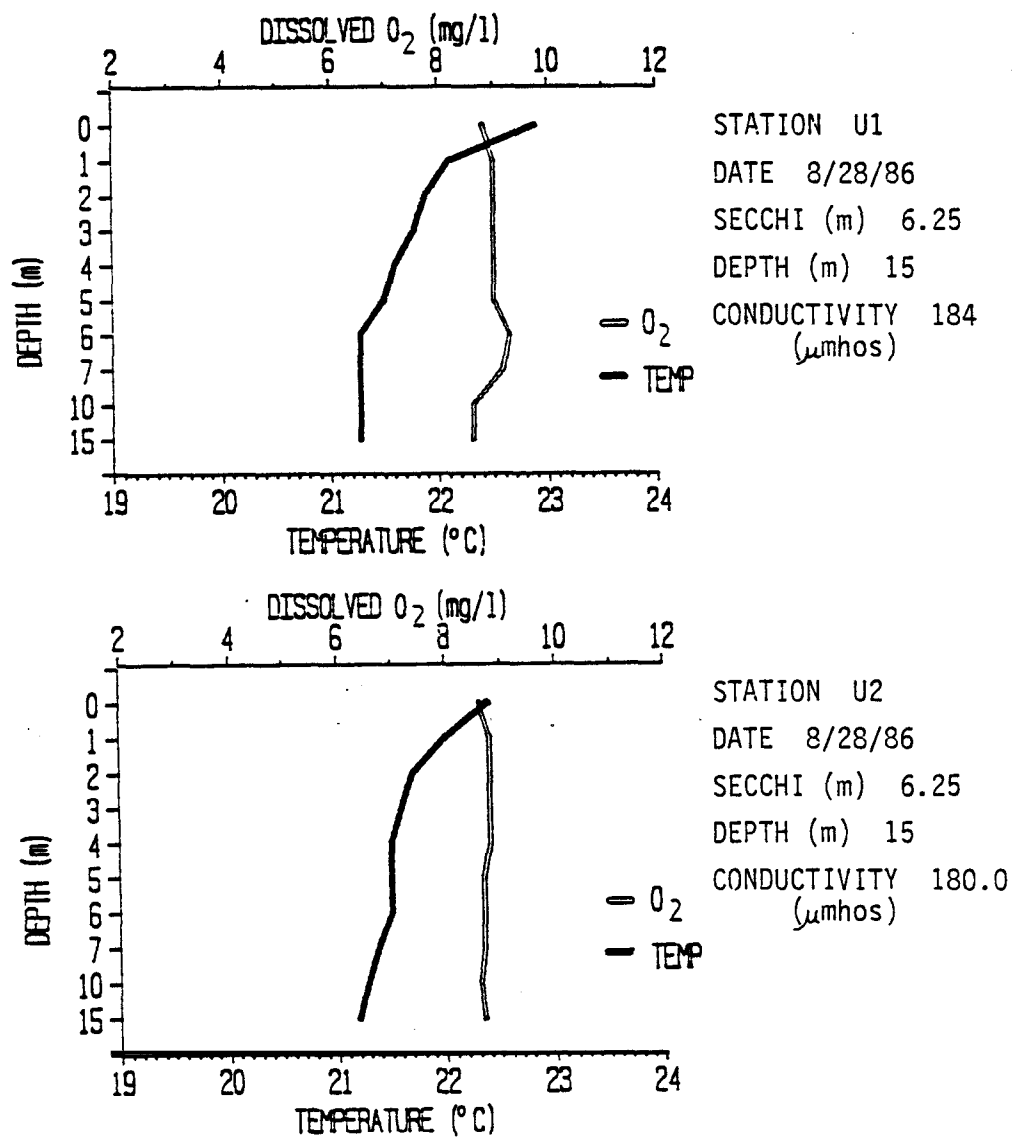 DISSOLVED O2 (mg/l)
2 4 6 8 10 12
DEPTH (m)
0
1
2
3
4
5
6
7
10
15
19 20 21 22 23 24
TEMPERATURE (°C)
O2
TEMP
STATION U1
DATE 8/28/86
SECCHI (m) 6.25
DEPTH (m) 15
CONDUCTIVITY 184
(µmhos)
DISSOLVED O2 (mg/l)
2 4 6 8 10 12
DEPTH (m)
0
1
2
3
4
5
6
7
10
15
19 20 21 22 23 24
TEMPERATURE (°C)
O2
TEMP
STATION U2
DATE 8/28/86
SECCHI (m) 6.25
DEPTH (m) 15
CONDUCTIVITY 180.0
(µmhos)